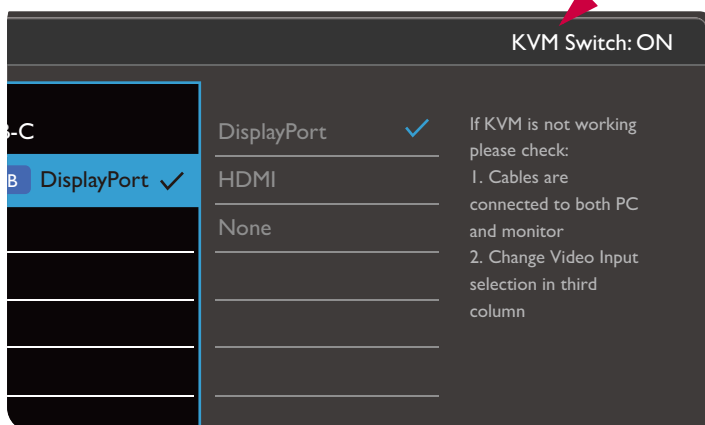 KVM Switch: ON
-C
B DisplayPort
DisplayPort
HDMI
None
If KVM is not working
please check:
1. Cables are
connected to both PC
and monitor
2. Change Video Input
selection in third
column